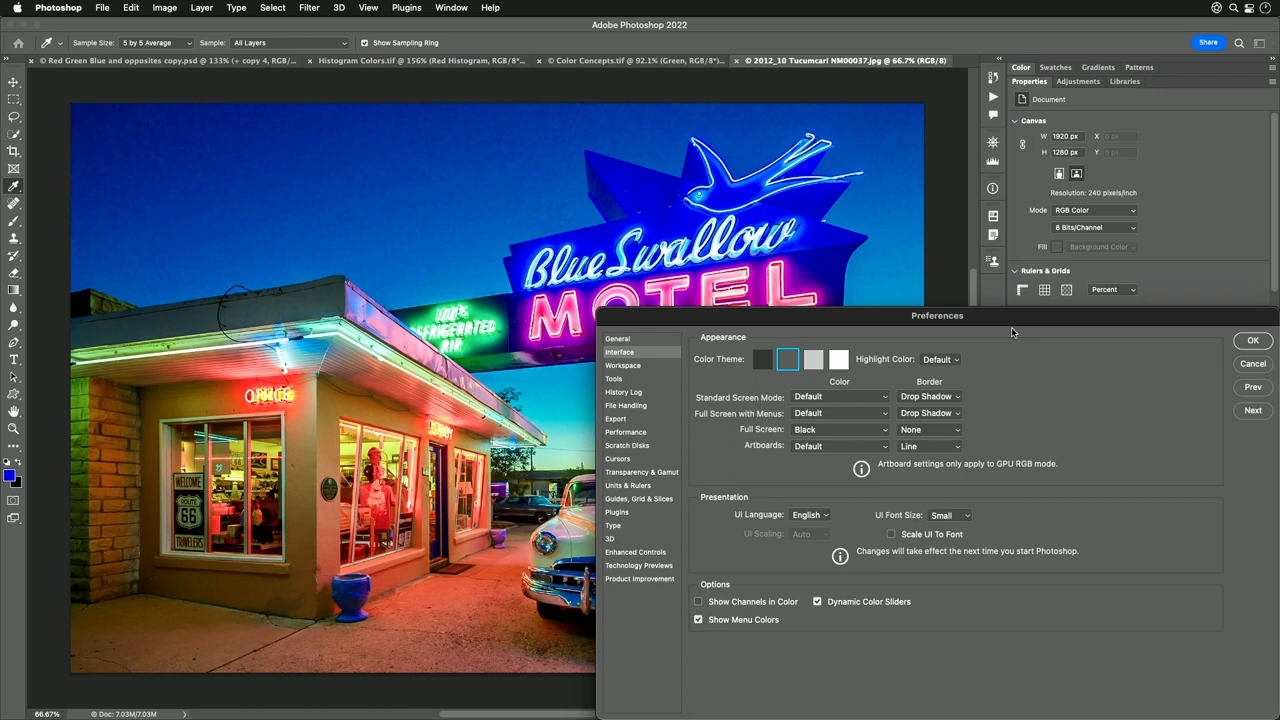 Photoshop File Edit Image Layer Type Select Filter 3D View Plugins Window Help
Adobe Photoshop 2022
Sample Size: 5 by 5 Average Sample: All Layers Show Sampling Ring Share
© Red Green Blue and opposites copy.psd @ 133% (+ copy 4, RGB/... Histogram Colors.tif @ 156% (Red Histogram, RGB/8*... © Color Concepts.tif @ 92.1% (Green, RGB/8*)... © 2012_10 Tucumcari NM00037.jpg @ 66.7% (RGB/8)
Color Swatches Gradients Patterns
Properties Adjustments Libraries
Document
Canvas
W 1920 px X 0 px
H 1280 px Y 0 px
Resolution: 240 pixels/inch
Mode RGB Color
8 Bits/Channel
Fill Background Color
Rulers & Grids
Percent
Blue Swallow
MOTEL
100%
REFRIGERATED
AIR
OFFICE
WELCOME
ROUTE
66
TRAVELERS
Preferences
General
Interface
Workspace
Tools
History Log
File Handling
Export
Performance
Scratch Disks
Cursors
Transparency & Gamut
Units & Rulers
Guides, Grid & Slices
Plugins
Type
3D
Enhanced Controls
Technology Previews
Product Improvement
Appearance
Color Theme: Highlight Color: Default
Color Border
Standard Screen Mode: Default Drop Shadow
Full Screen with Menus: Default Drop Shadow
Full Screen: Black None
Artboards: Default Line
Artboard settings only apply to GPU RGB mode.
Presentation
UI Language: English UI Font Size: Small
UI Scaling: Auto Scale UI To Font
Changes will take effect the next time you start Photoshop.
Options
Show Channels in Color Dynamic Color Sliders
Show Menu Colors
OK
Cancel
Prev
Next
66.67% © Doc: 7.03M/7.03M